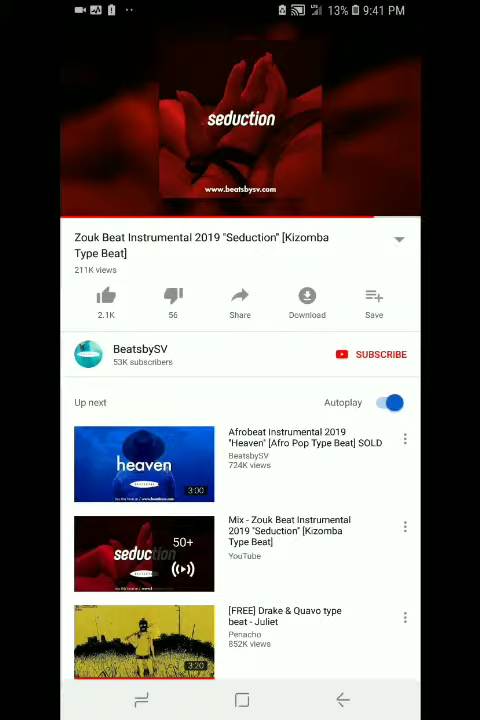 13% 9:41 PM
seduction
www.beatsbysv.com
Zouk Beat Instrumental 2019 "Seduction" [Kizomba
Type Beat]
211K views
2.1K 56 Share Download Save
BeatsbySV
53K subscribers
SUBSCRIBE
Up next Autoplay
heaven
3:00
Afrobeat Instrumental 2019
"Heaven" [Afro Pop Type Beat] SOLD
BeatsbySV
724K views
seduction
50+
Mix - Zouk Beat Instrumental
2019 "Seduction" [Kizomba
Type Beat]
YouTube
3:20
[FREE] Drake & Quavo type
beat - Juliet
Penacho
852K views